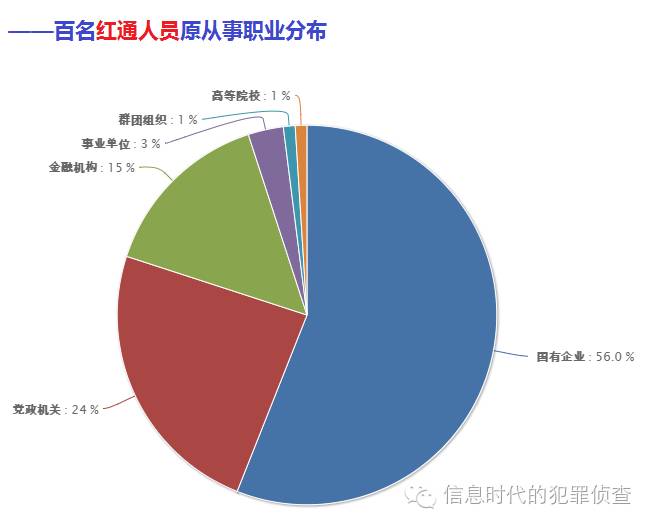 ——百名红通人员原从事职业分布
高等院校 : 1 %
群团组织 : 1 %
事业单位 : 3 %
金融机构 : 15 %
国有企业 : 56.0 %
党政机关 : 24 %
信息时代的犯罪侦查